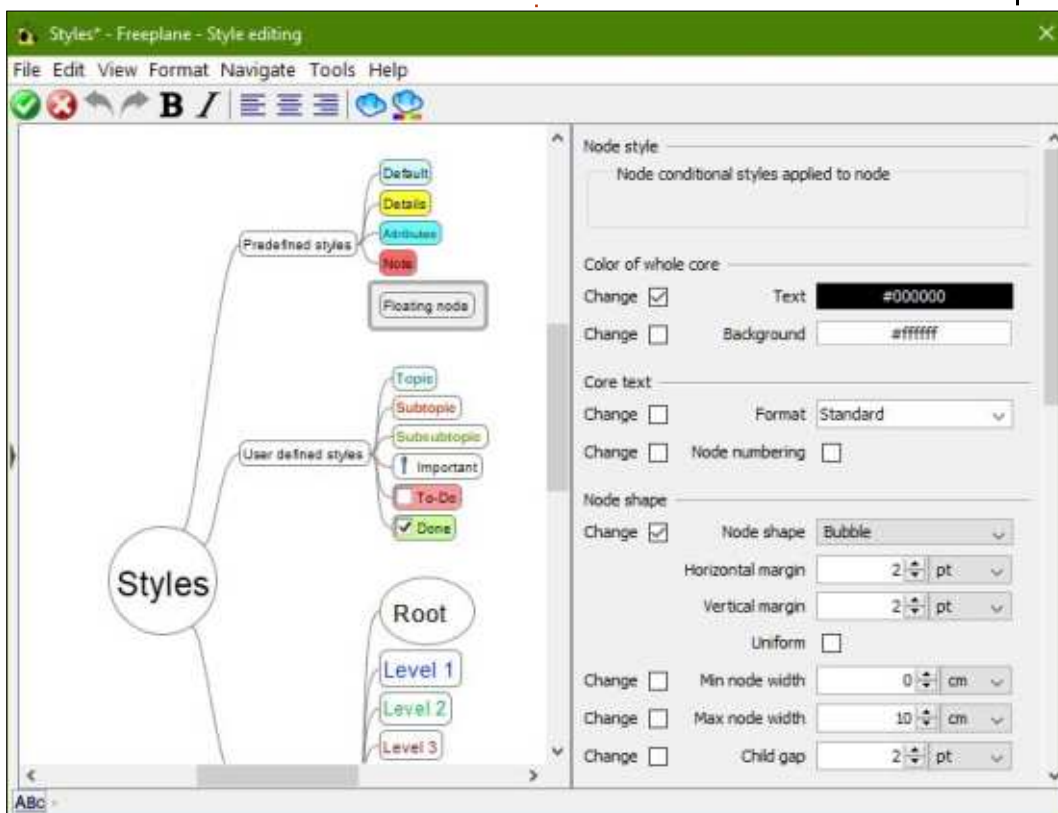 Styles* - Freeplane - Style editing
File Edit View Format Navigate Tools Help
B I
Default
Details
Attributes
Note
Predefined styles
Floating node
Topic
Subtopic
Subsubtopic
Important
To-Do
Done
User defined styles
Styles
Root
Level 1
Level 2
Level 3
ABc
Node style
Node conditional styles applied to node
Color of whole core
Change Text #000000
Change Background #ffffff
Core text
Change Format Standard
Change Node numbering
Node shape
Change Node shape Bubble
Horizontal margin 2 pt
Vertical margin 2 pt
Uniform
Change Min node width 0 cm
Change Max node width 10 cm
Change Child gap 2 pt